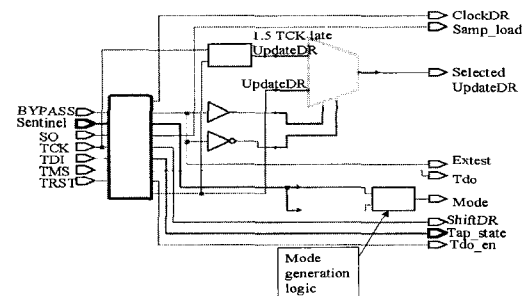 ClockDR
Samp_load
1.5 TCK late
UpdateDR
UpdateDR
Selected
UpdateDR
BYPASS
Sentinel
SO
TCK
TDI
TMS
TRST
Extest
Tdo
Mode
ShiftDR
Tap_state
Tdo_en
Mode
generation
logic